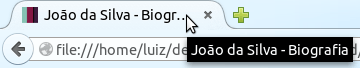 João da Silva - Biogr...
file:///home/luiz/de
João da Silva - Biografia